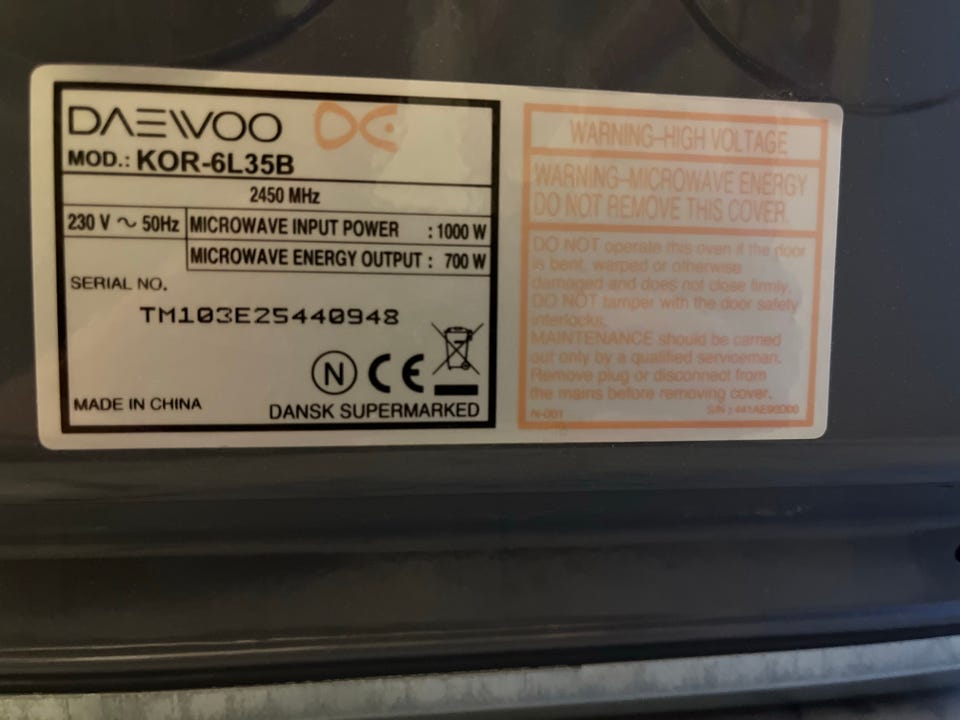 DAEWOO
MOD.: KOR-6L35B
2450 MHz
230 V ~ 50Hz
MICROWAVE INPUT POWER : 1000 W
MICROWAVE ENERGY OUTPUT : 700 W
SERIAL NO.
TM103E25440948
N CE
MADE IN CHINA
DANSK SUPERMARKED
WARNING-HIGH VOLTAGE
WARNING-MICROWAVE ENERGY
DO NOT REMOVE THIS COVER.
DO NOT operate this oven if the door
is bent, warped or otherwise
damaged and does not close firmly.
DO NOT tamper with the door safety
interlocks.
MAINTENANCE should be carried
out only by a qualified serviceman.
Remove plug or disconnect from
the mains before removing cover.
N-001
S/N :